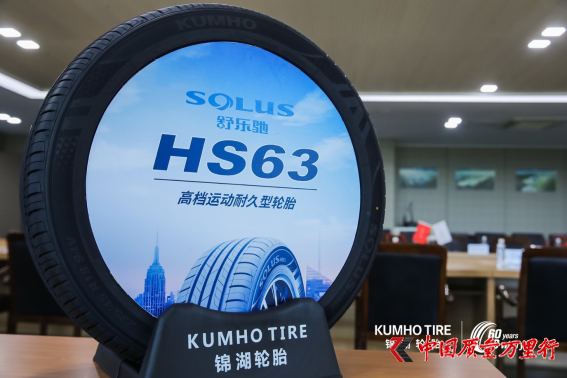 KUMHO
SOLUS
舒乐驰
HS63
高档运动耐久型轮胎
SOLUS
KUMHO TIRE
锦湖轮胎
KUMHO TIRE
60 years
中国质量万里行